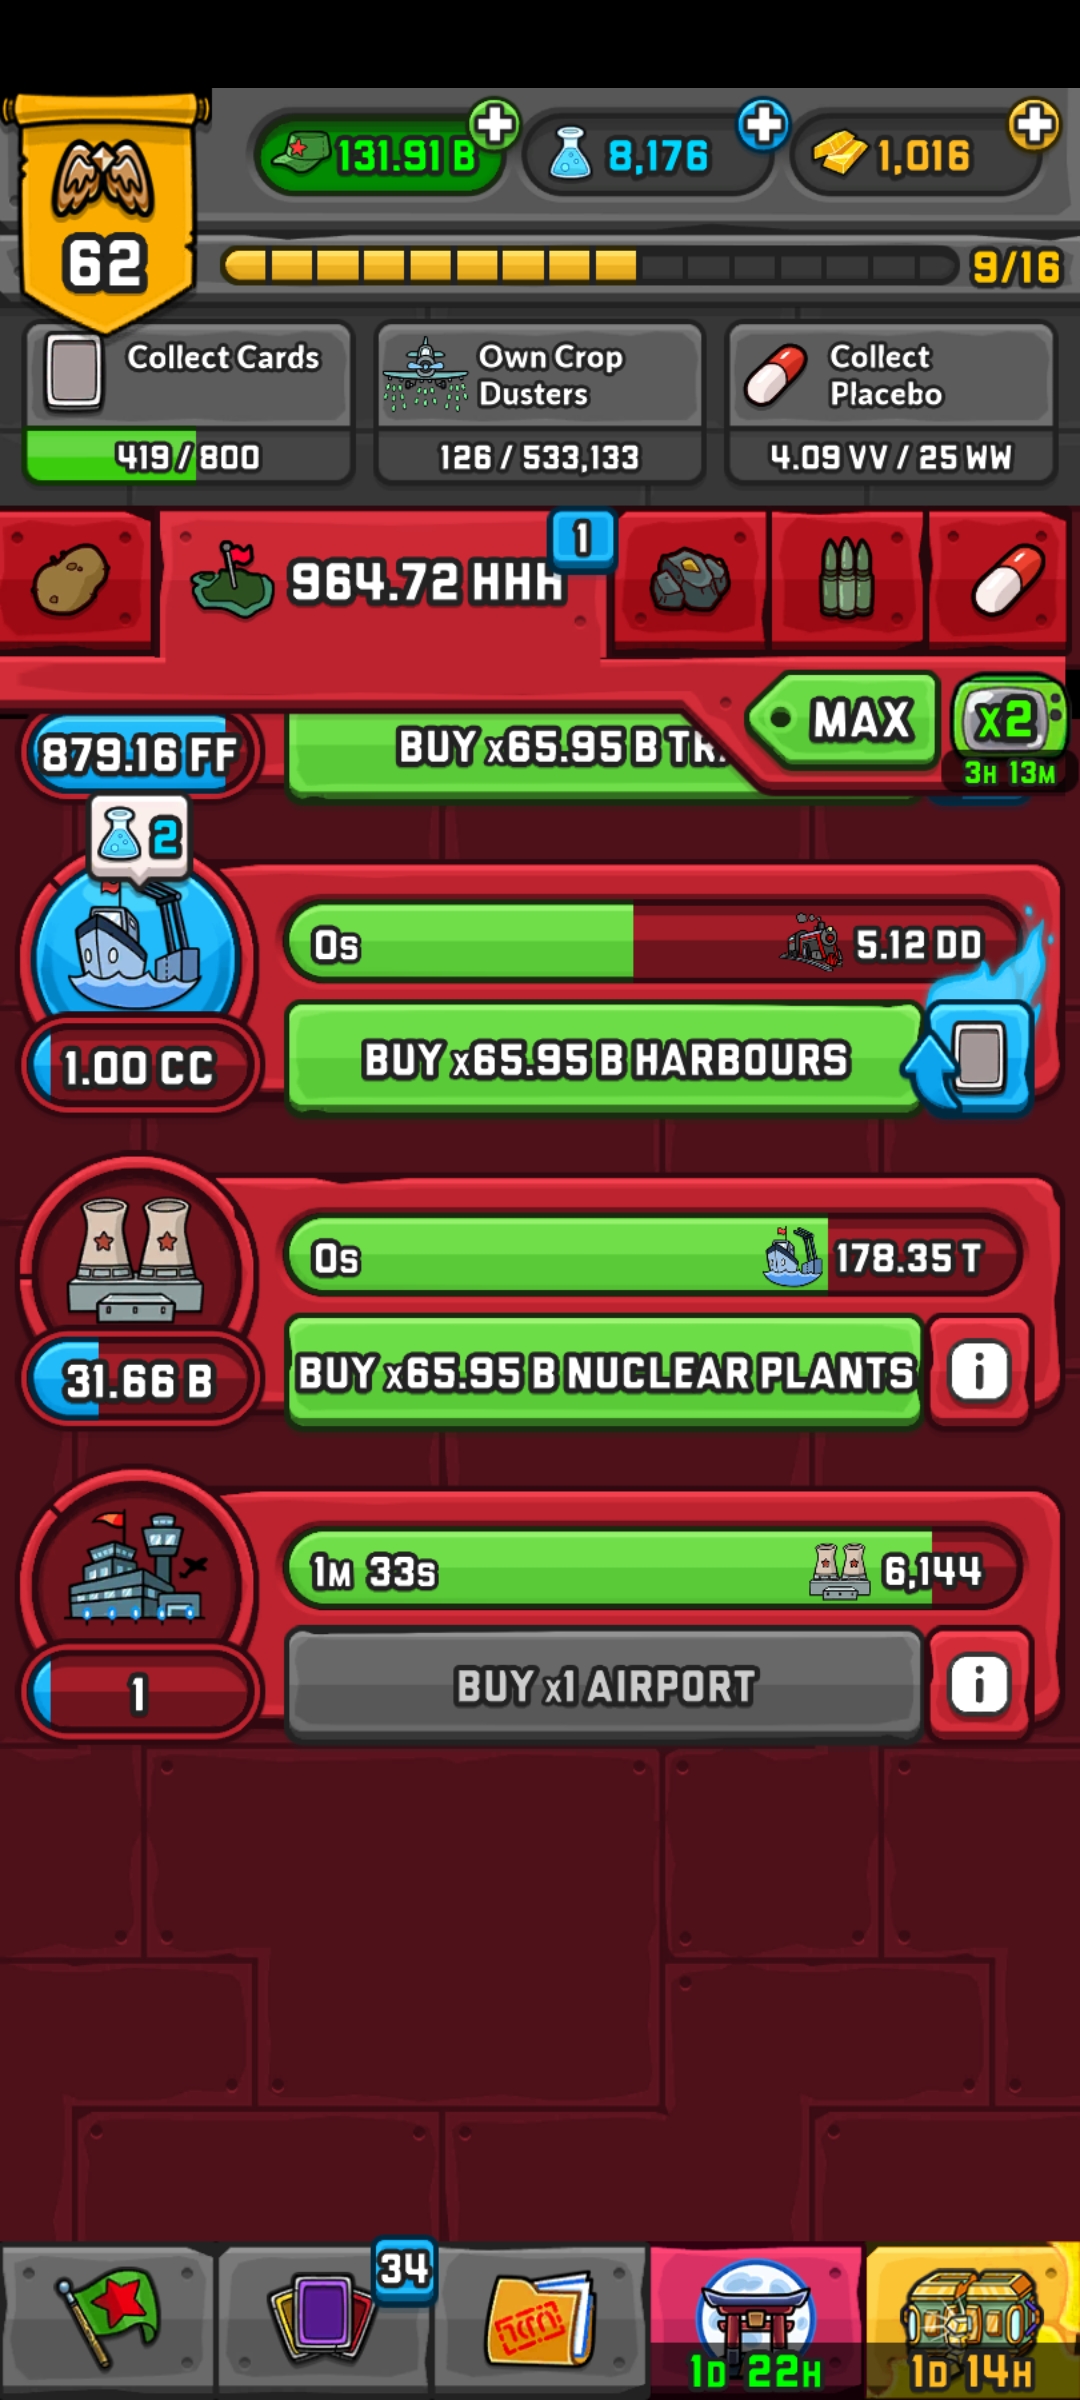 131.91 B
8,176
1,016
62
9/16
Collect Cards
419 / 800
Own Crop
Dusters
126 / 533,133
Collect
Placebo
4.09 VV / 25 WW
964.72 HHH
1
MAX
x2
3H 13M
879.16 FF
BUY x65.95 B
2
0s
5.12 DD
1.00 CC
BUY x65.95 B HARBOURS
0s
178.35 T
31.66 B
BUY x65.95 B NUCLEAR PLANTS
i
1M 33s
6,144
1
BUY x1 AIRPORT
i
34
1D 22H
1D 14H